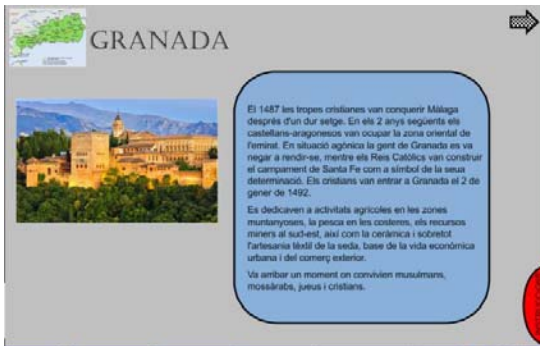 GRANADA
El 1487 les tropes cristianes van conquerir Màlaga
després d'un dur setge. En els 2 anys següents els
castellans-aragonesos van ocupar la zona oriental de
l'emirat. En situació agònica la gent de Granada es va
negar a rendir-se, mentre els Reis Catòlics van construir
el campament de Santa Fe com a símbol de la seua
determinació. Els cristians van entrar a Granada el 2 de
gener de 1492.
Es dedicaven a activitats agrícoles en les zones
muntanyoses, la pesca en les costeres, els recursos
miners al sud-est, així com la ceràmica i sobretot
l'artesania tèxtil de la seda, base de la vida econòmica
urbana i del comerç exterior.
Va arribar un moment on convivien musulmans,
mossàrabs, jueus i cristians.